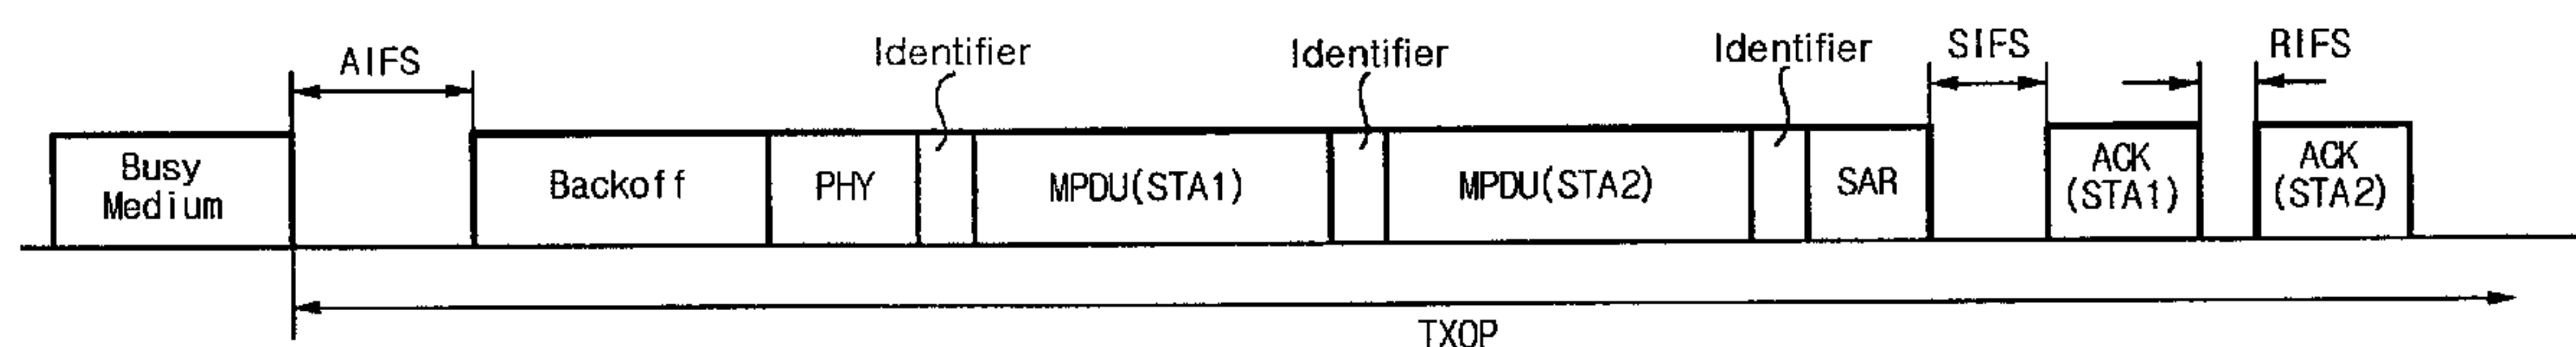 AIFS
Identifier
Identifier
Identifier
SIFS
RIFS
Busy
Medium
Backoff
PHY
MPDU(STA1)
MPDU(STA2)
SAR
ACK
(STA1)
ACK
(STA2)
TXOP